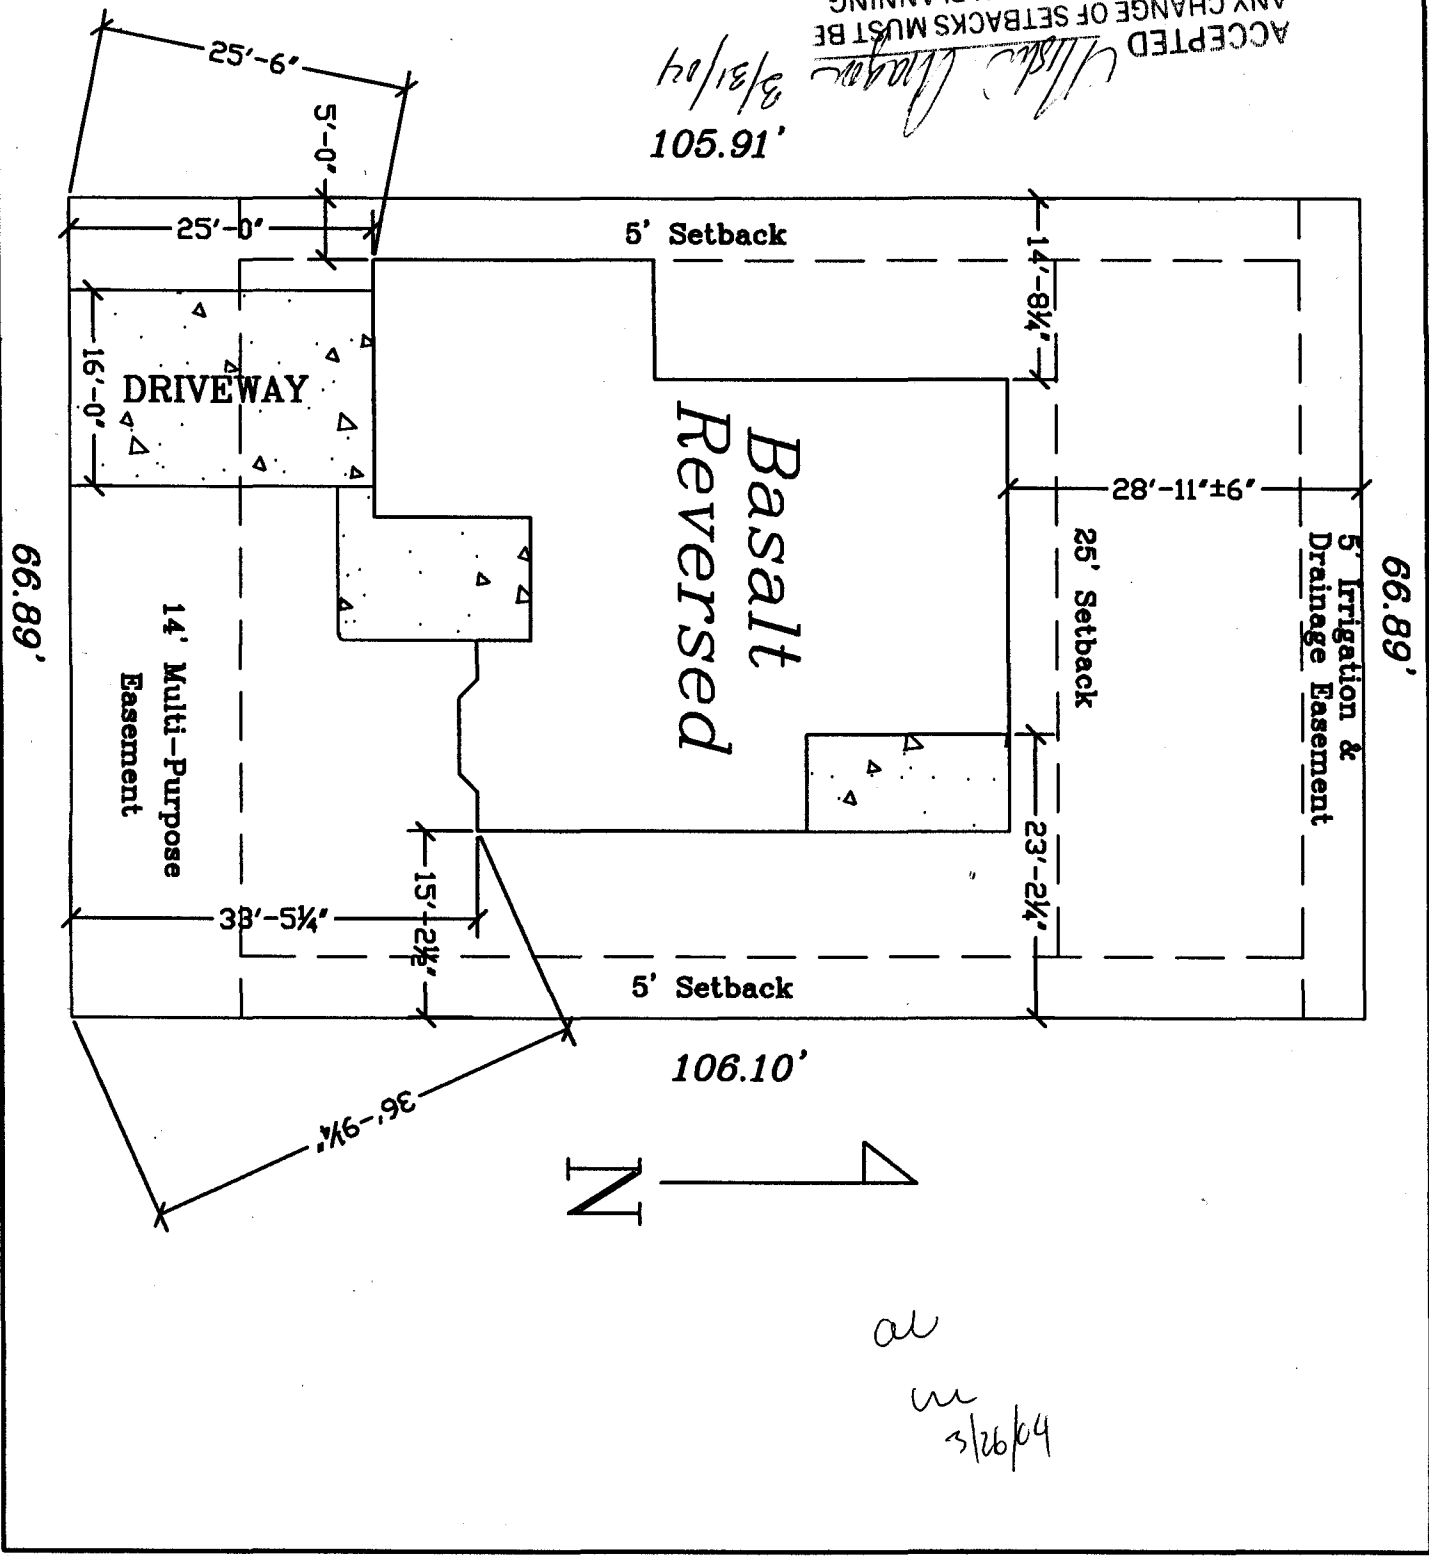 ACCEPTED
ANY CHANGE OF SETBACKS MUST BE
PLANNING
3/31/04
25'-6"
5'-0"
105.91'
25'-0"
5' Setback
14'-8¼"
16'-0"
DRIVEWAY
Basalt
Reversed
28'-11"±6"
25' Setback
5' Irrigation &
Drainage Easement
66.89'
66.89'
14' Multi-Purpose
Easement
33'-5¼"
15'-2½"
23'-2¼"
5' Setback
106.10'
36'-9¼"
N
3/26/04